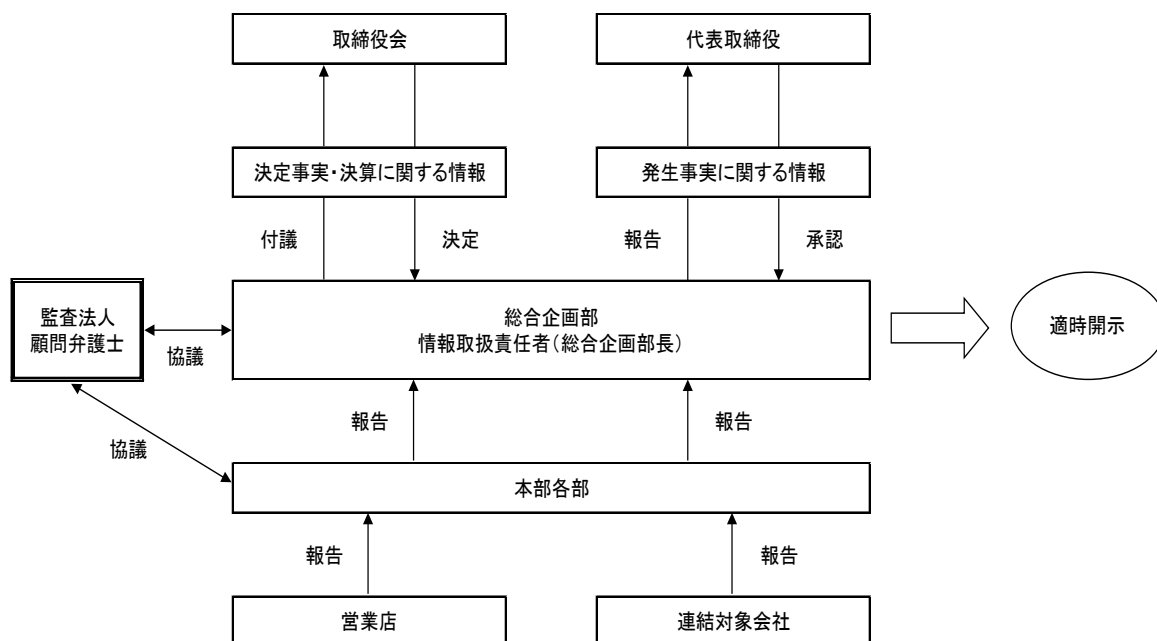 取締役会
代表取締役
決定事実・決算に関する情報
発生事実に関する情報
付議
決定
報告
承認
監査法人
顧問弁護士
協議
総合企画部
情報取扱責任者(総合企画部長)
適時開示
報告
報告
協議
本部各部
報告
報告
営業店
連結対象会社